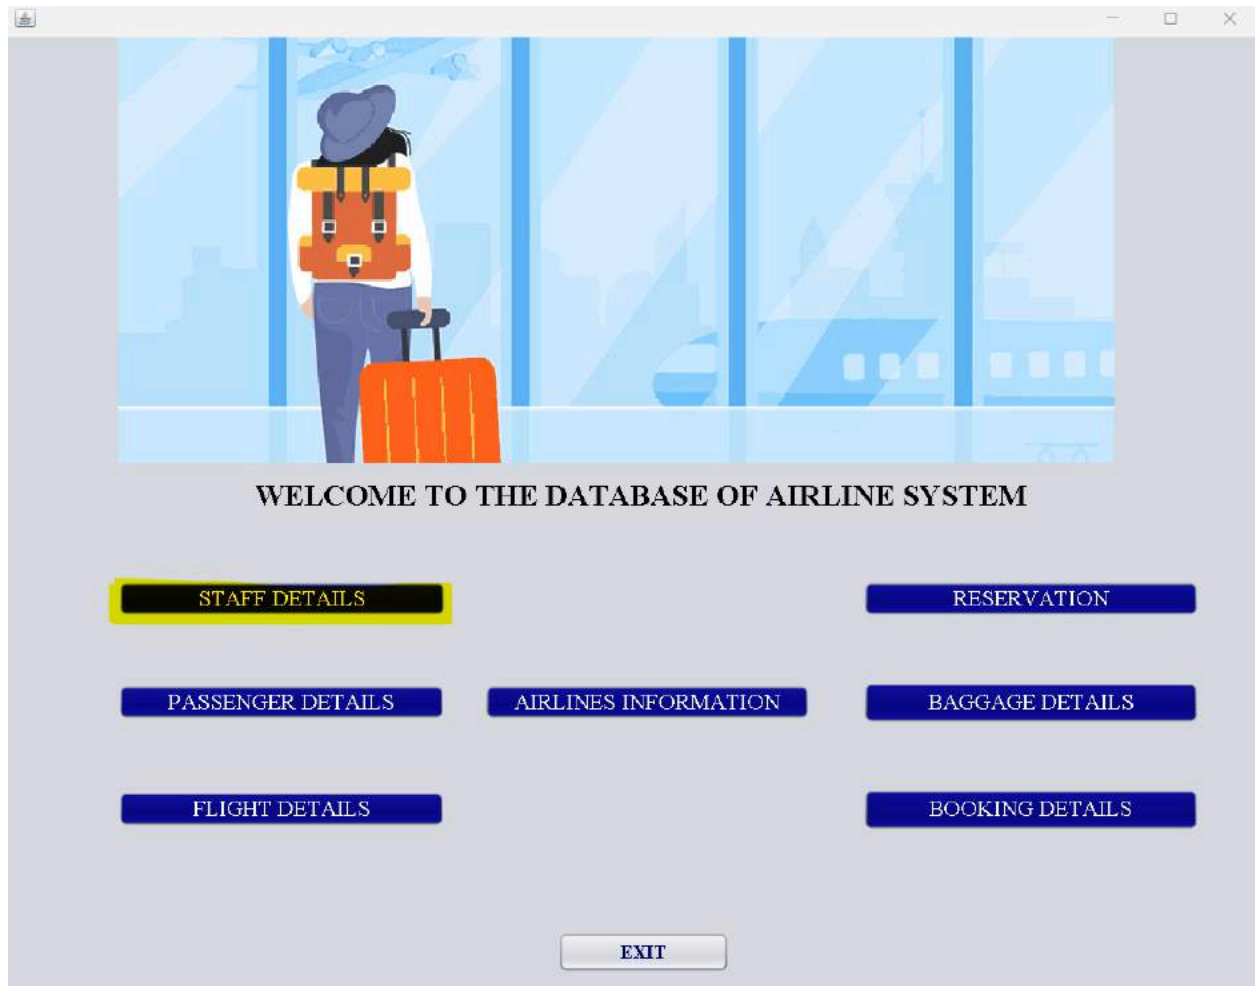 WELCOME TO THE DATABASE OF AIRLINE SYSTEM
STAFF DETAILS
RESERVATION
PASSENGER DETAILS
AIRLINES INFORMATION
BAGGAGE DETAILS
FLIGHT DETAILS
BOOKING DETAILS
EXIT